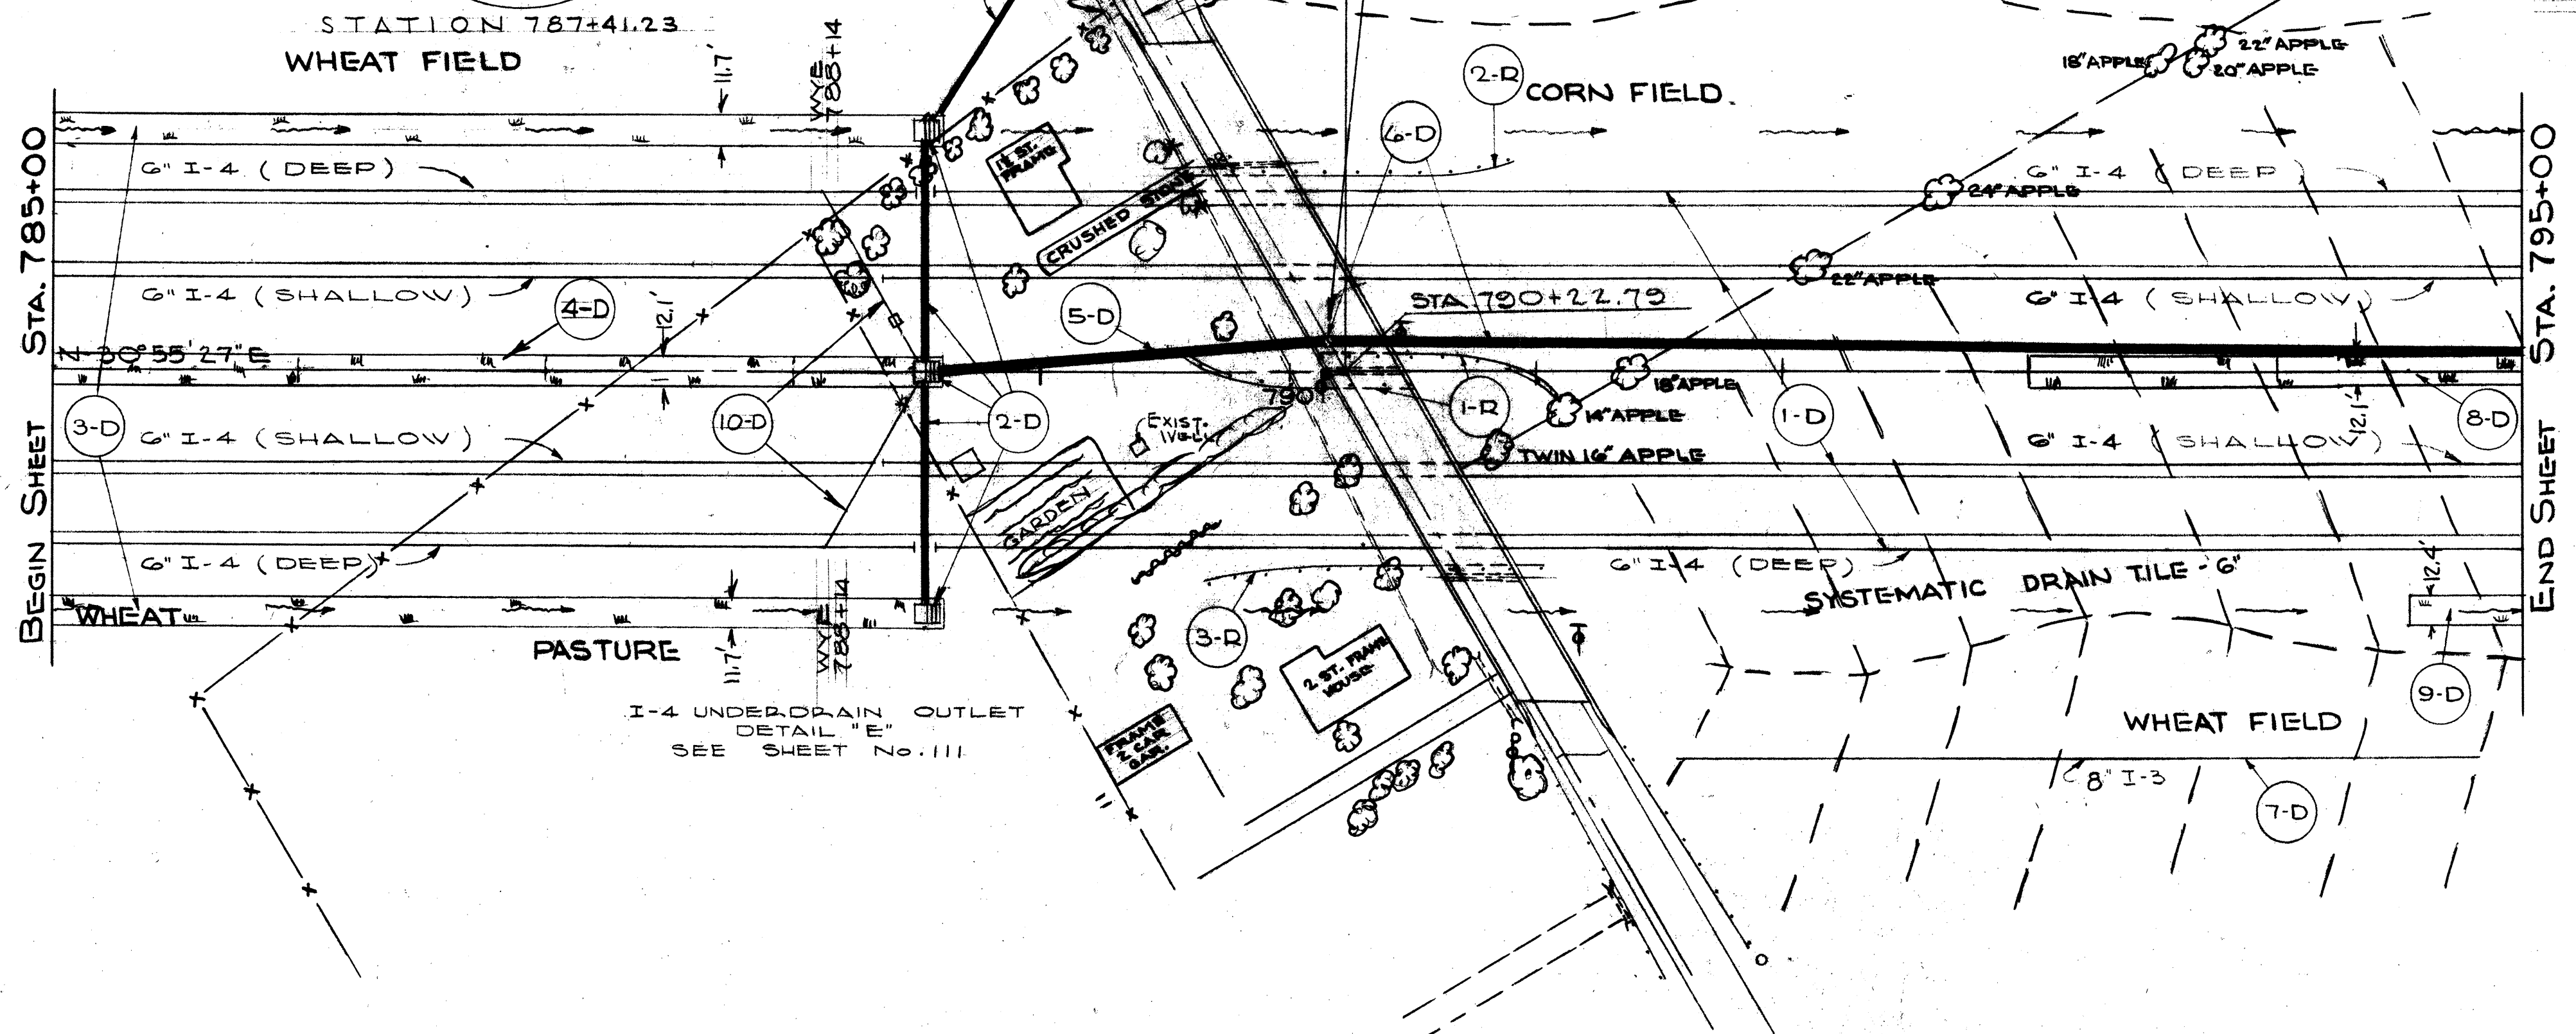 STATION 787+41.23
WHEAT FIELD
11.7'
WYE
788+14
2-R
CORN FIELD.
18" APPLE
22" APPLE
20" APPLE
6-D
STA. 785+00
BEGIN SHEET
6" I-4 (DEEP)
1½ ST.
FRAME
CRUSHED STONE
24" APPLE
6" I-4 (DEEP)
STA. 795+00
END SHEET
6" I-4 (SHALLOW)
4-D
12.1'
5-D
STA 790+22.79
22" APPLE
6" I-4 (SHALLOW)
N-30°55'27"E
3-D
10-D
2-D
790
1-R
18" APPLE
14" APPLE
1-D
12.1'
8-D
6" I-4 (SHALLOW)
EXIST.
WELL
TWIN 16" APPLE
6" I-4 (SHALLOW)
GARDEN
6" I-4 (DEEP)
6" I-4 (DEEP)
SYSTEMATIC DRAIN TILE - 6"
12.4'
WHEAT
PASTURE
11.7'
WYE
788+14
3-R
2 ST. FRAME
HOUSE
9-D
I-4 UNDERDRAIN OUTLET
DETAIL "E"
SEE SHEET No. 111
FRAME
2 CAR
GAR.
WHEAT FIELD
8" I-3
7-D